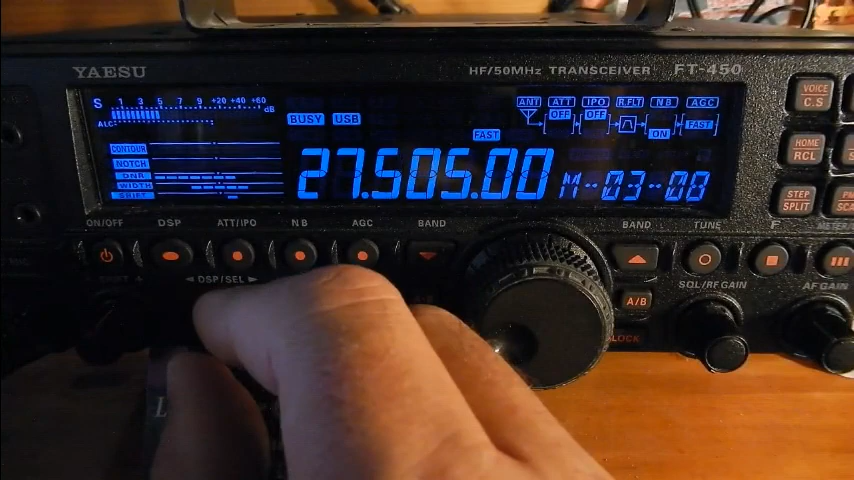 YAESU HF/50MHz TRANSCEIVER FT-450
S 1 3 5 7 9 +20 +40 +60 dB
ALC
BUSY USB
FAST
ANT ATT IPO R.FLT NB AGC
OFF OFF ON FAST
CONTOUR
NOTCH
DNR
WIDTH
SHIFT
27.505.00 M-03-08
VOICE
C.S
HOME
RCL
STEP
SPLIT
ON/OFF DSP ATT/IPO NB AGC BAND BAND TUNE F
◄ DSP/SEL ►
A/B
LOCK
SQL/RF GAIN AF GAIN